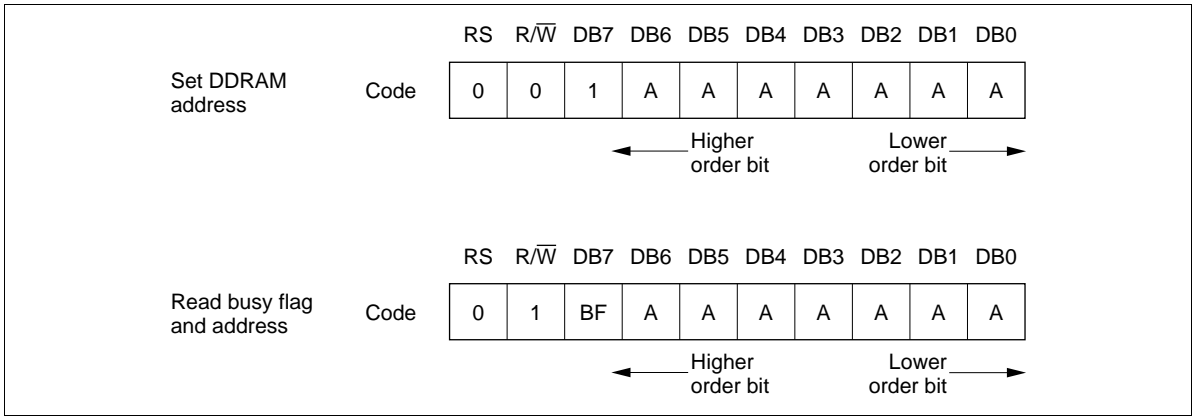 RS R/W̅ DB7 DB6 DB5 DB4 DB3 DB2 DB1 DB0
Set DDRAM
address
Code 0 0 1 A A A A A A A
Higher
order bit
Lower
order bit
RS R/W̅ DB7 DB6 DB5 DB4 DB3 DB2 DB1 DB0
Read busy flag
and address
Code 0 1 BF A A A A A A A
Higher
order bit
Lower
order bit